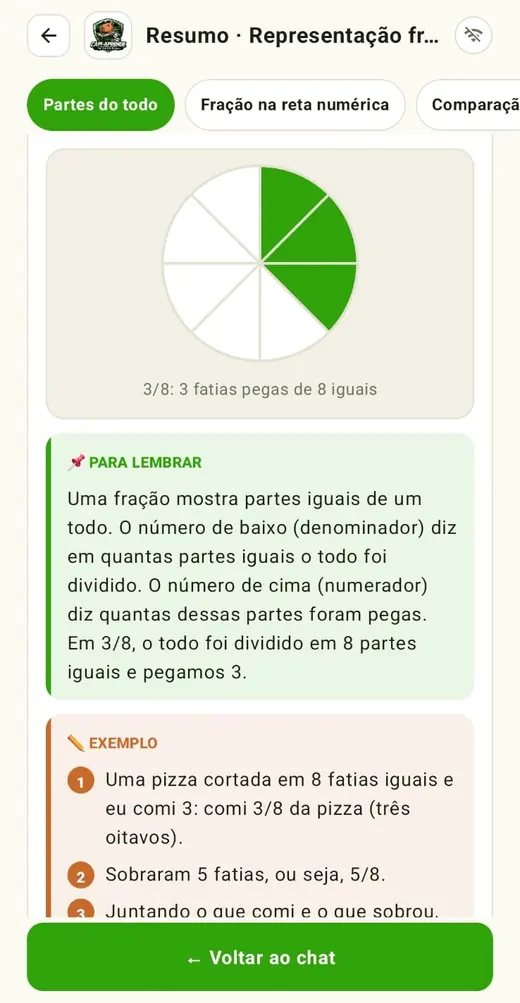 Resumo · Representação fr...
Partes do todo
Fração na reta numérica
Comparaçã
3/8: 3 fatias pegas de 8 iguais
PARA LEMBRAR
Uma fração mostra partes iguais de um
todo. O número de baixo (denominador) diz
em quantas partes iguais o todo foi
dividido. O número de cima (numerador)
diz quantas dessas partes foram pegas.
Em 3/8, o todo foi dividido em 8 partes
iguais e pegamos 3.
EXEMPLO
1 Uma pizza cortada em 8 fatias iguais e
eu comi 3: comi 3/8 da pizza (três
oitavos).
2 Sobraram 5 fatias, ou seja, 5/8.
3 Juntando o que comi e o que sobrou,
← Voltar ao chat